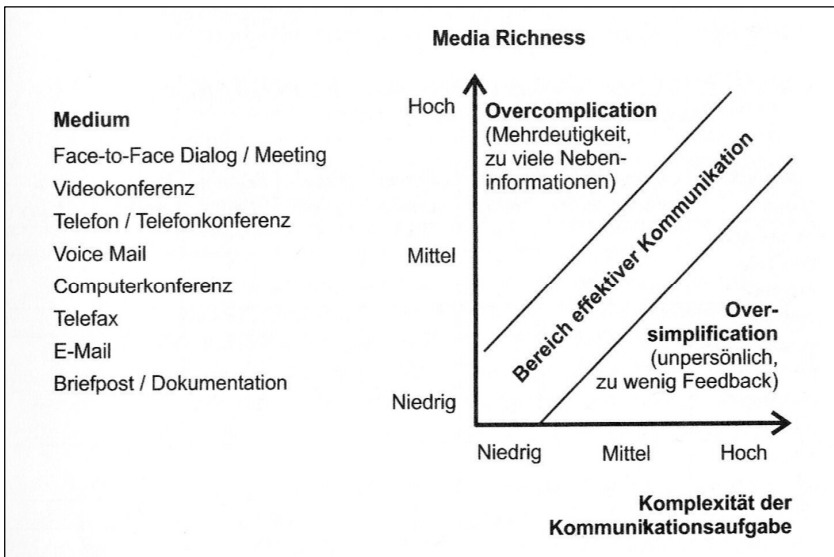 Media Richness
Medium
Face-to-Face Dialog / Meeting
Videokonferenz
Telefon / Telefonkonferenz
Voice Mail
Computerkonferenz
Telefax
E-Mail
Briefpost / Dokumentation
Hoch
Mittel
Niedrig
Overcomplication
(Mehrdeutigkeit,
zu viele Neben-
informationen)
Bereich effektiver Kommunikation
Over-
simplification
(unpersönlich,
zu wenig Feedback)
Niedrig Mittel Hoch
Komplexität der
Kommunikationsaufgabe